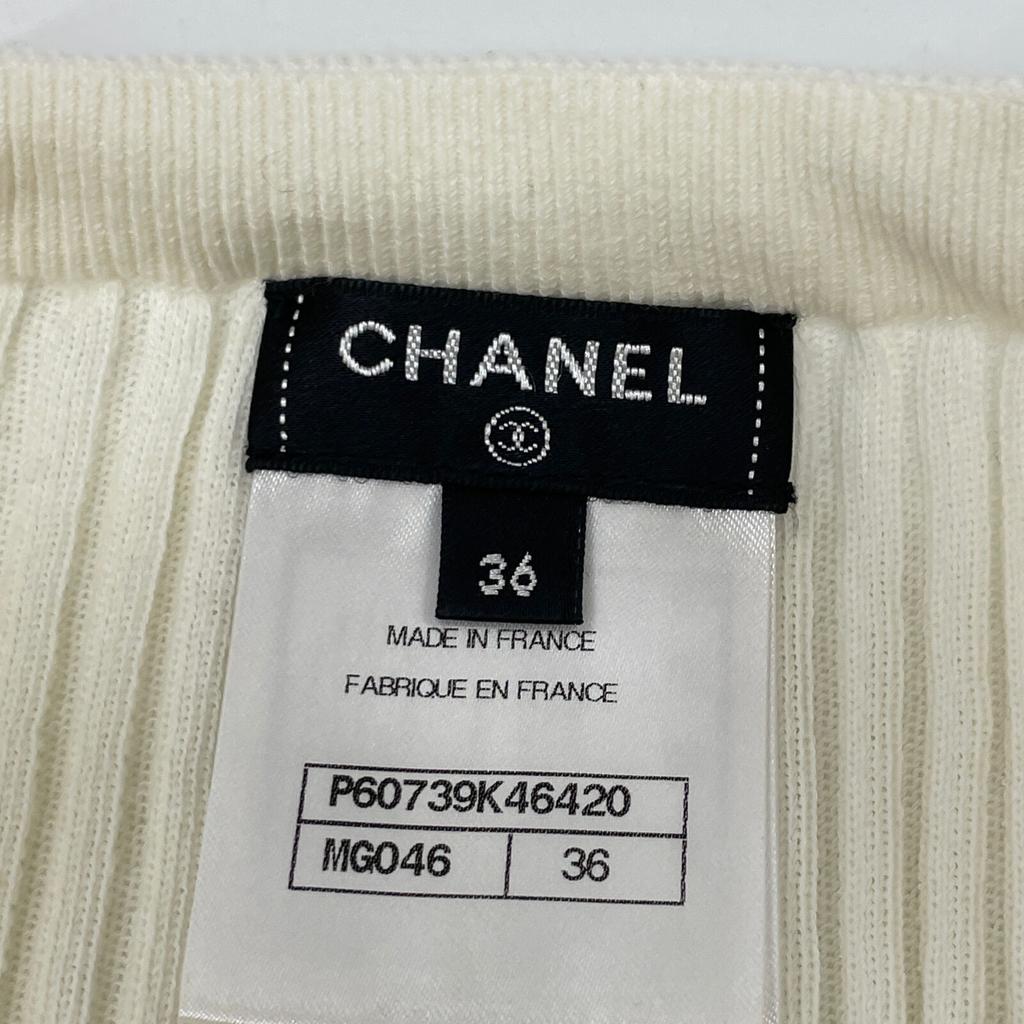 CHANEL
36
MADE IN FRANCE
FABRIQUE EN FRANCE
P60739K46420
MG046 36